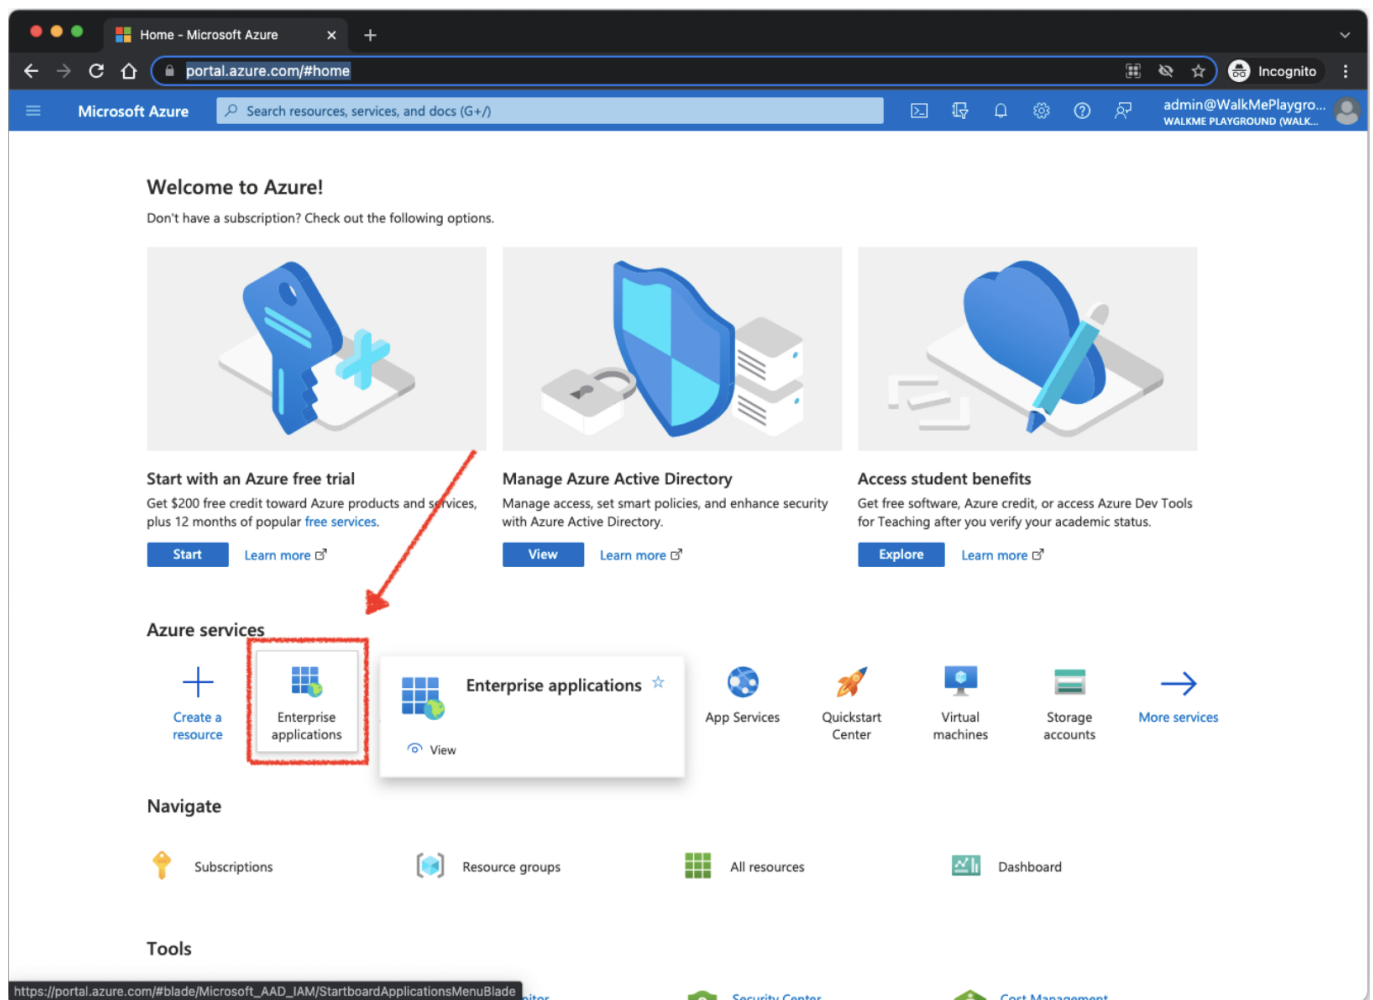 Home - Microsoft Azure
portal.azure.com/#home
Incognito
Microsoft Azure
Search resources, services, and docs (G+/)
admin@WalkMePlaygro...
WALKME PLAYGROUND (WALK...
Welcome to Azure!
Don't have a subscription? Check out the following options.
Start with an Azure free trial
Get $200 free credit toward Azure products and services,
plus 12 months of popular free services.
Start
Learn more
Manage Azure Active Directory
Manage access, set smart policies, and enhance security
with Azure Active Directory.
View
Learn more
Access student benefits
Get free software, Azure credit, or access Azure Dev Tools
for Teaching after you verify your academic status.
Explore
Learn more
Azure services
Create a
resource
Enterprise
applications
Enterprise applications
View
App Services
Quickstart
Center
Virtual
machines
Storage
accounts
More services
Navigate
Subscriptions
Resource groups
All resources
Dashboard
Tools
https://portal.azure.com/#blade/Microsoft_AAD_IAM/StartboardApplicationsMenuBlade
Security Center
Cost Management